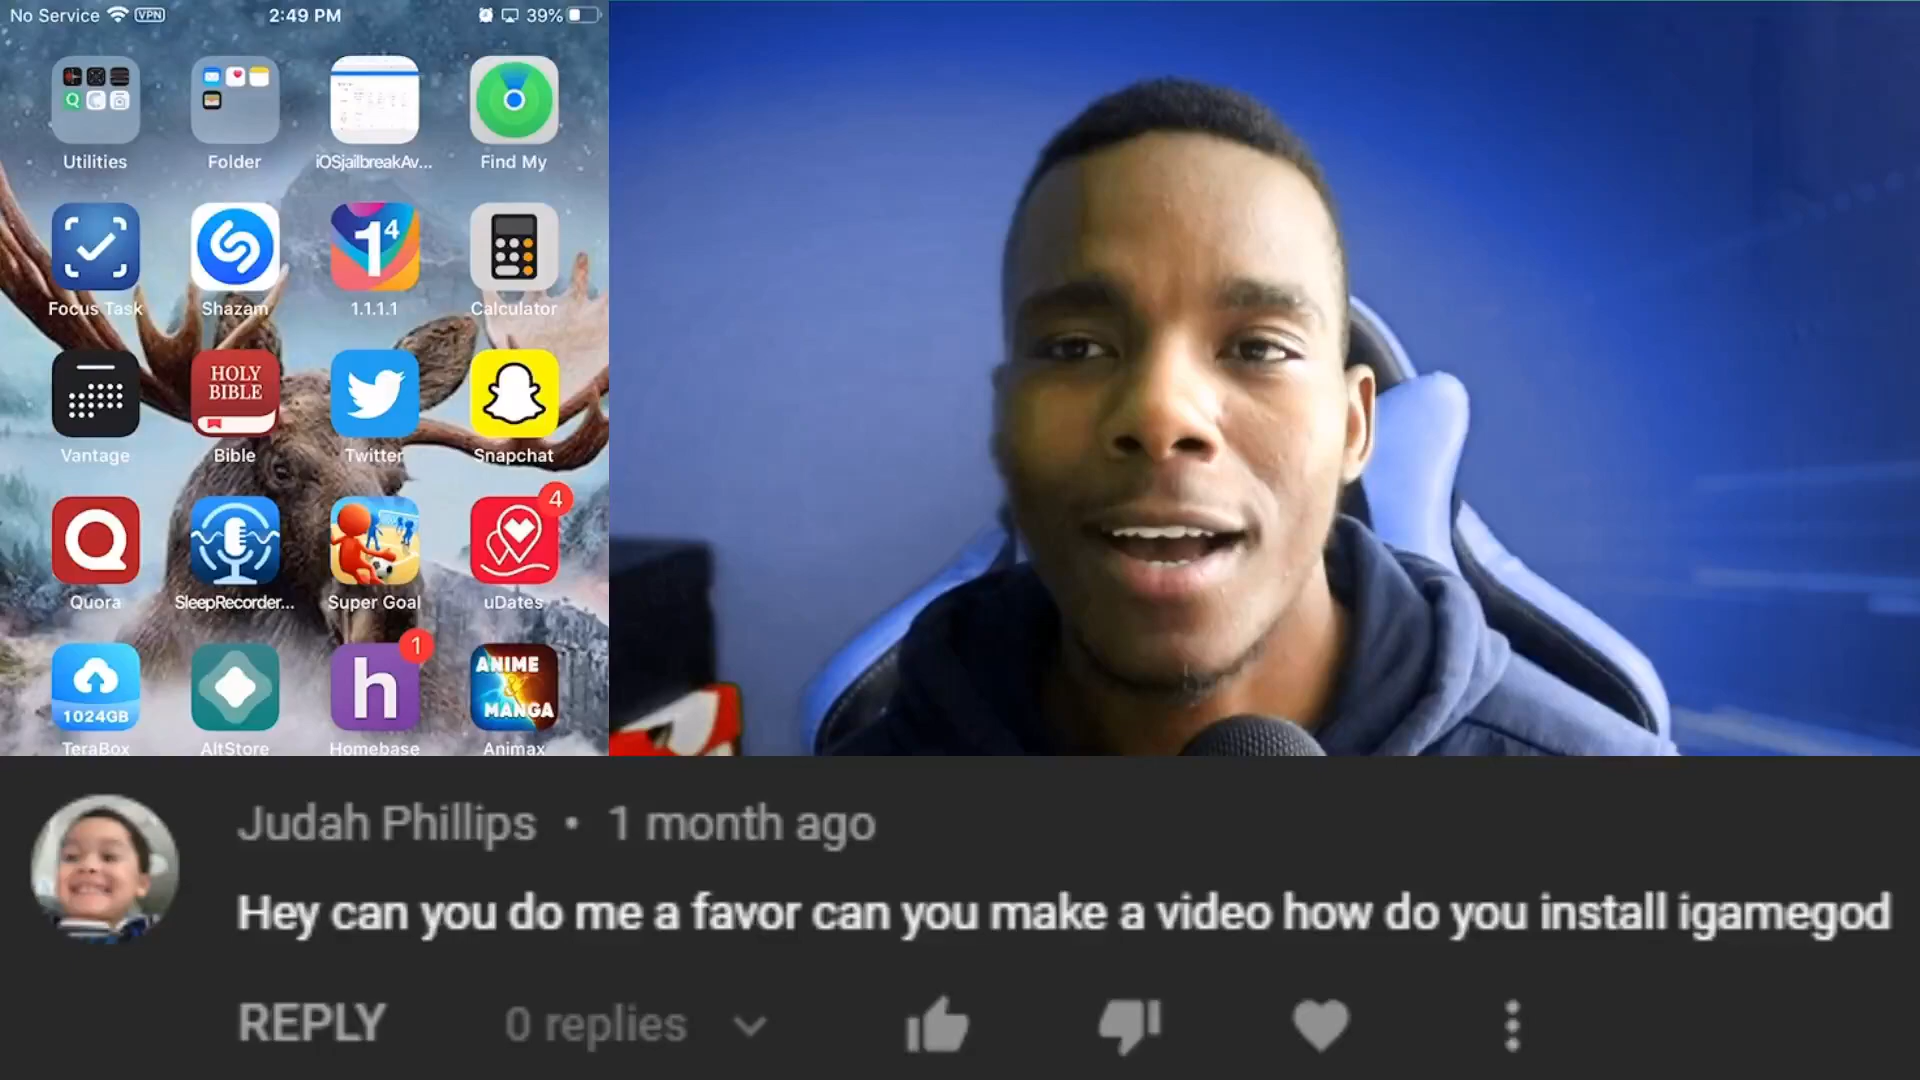 No Service VPN 2:49 PM 39%
Utilities Folder iOSjailbreakAv... Find My
14
Focus Task Shazam 1.1.1.1 Calculator
HOLY
BIBLE
Vantage Bible Twitter Snapchat
4
Quora SleepRecorder... Super Goal uDates
1
1024GB h ANIME & MANGA
TeraBox AltStore Homebase Animax
Judah Phillips • 1 month ago
Hey can you do me a favor can you make a video how do you install igamegod
REPLY 0 replies